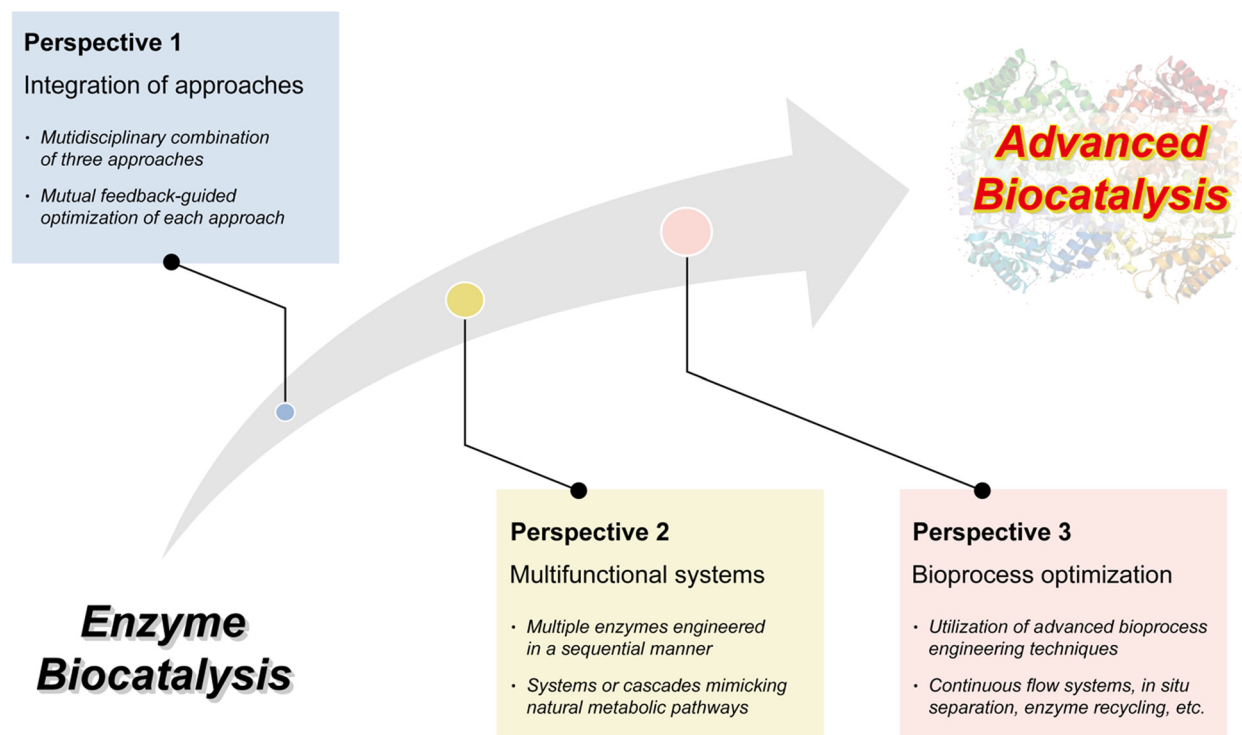 Perspective 1
Integration of approaches
· Mutidisciplinary combination
of three approaches
· Mutual feedback-guided
optimization of each approach
Advanced
Biocatalysis
Enzyme
Biocatalysis
Perspective 2
Multifunctional systems
· Multiple enzymes engineered
in a sequential manner
· Systems or cascades mimicking
natural metabolic pathways
Perspective 3
Bioprocess optimization
· Utilization of advanced bioprocess
engineering techniques
· Continuous flow systems, in situ
separation, enzyme recycling, etc.